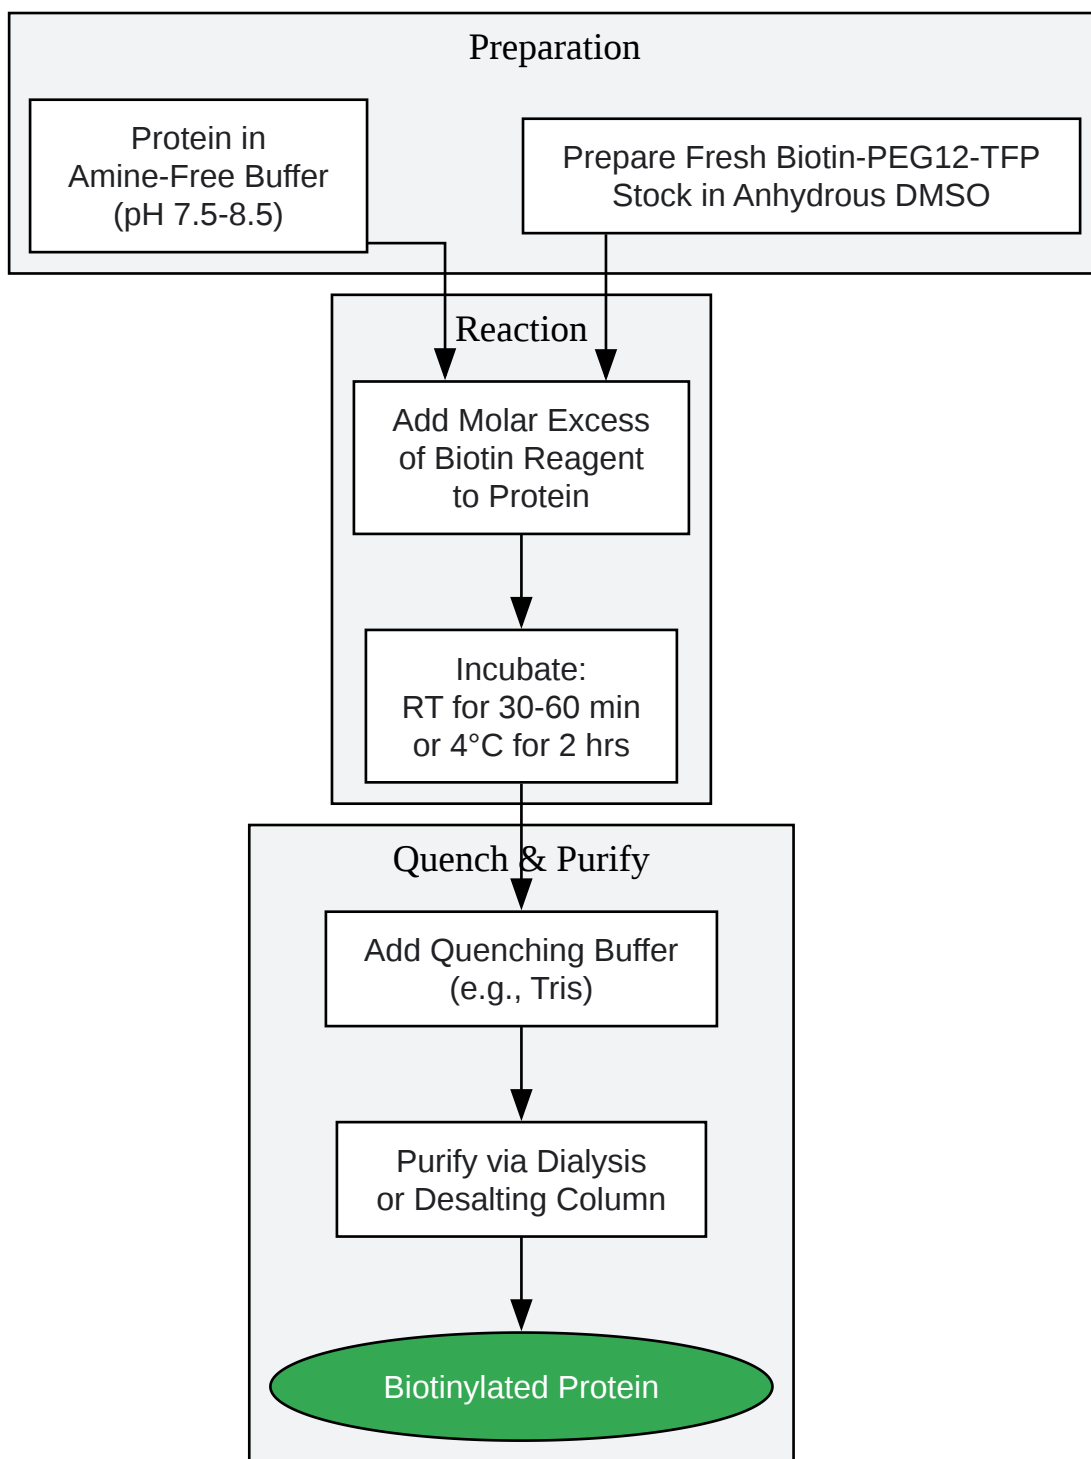 Preparation
Protein in
Amine-Free Buffer
(pH 7.5-8.5)
Prepare Fresh Biotin-PEG12-TFP
Stock in Anhydrous DMSO
Reaction
Add Molar Excess
of Biotin Reagent
to Protein
Incubate:
RT for 30-60 min
or 4°C for 2 hrs
Quench & Purify
Add Quenching Buffer
(e.g., Tris)
Purify via Dialysis
or Desalting Column
Biotinylated Protein